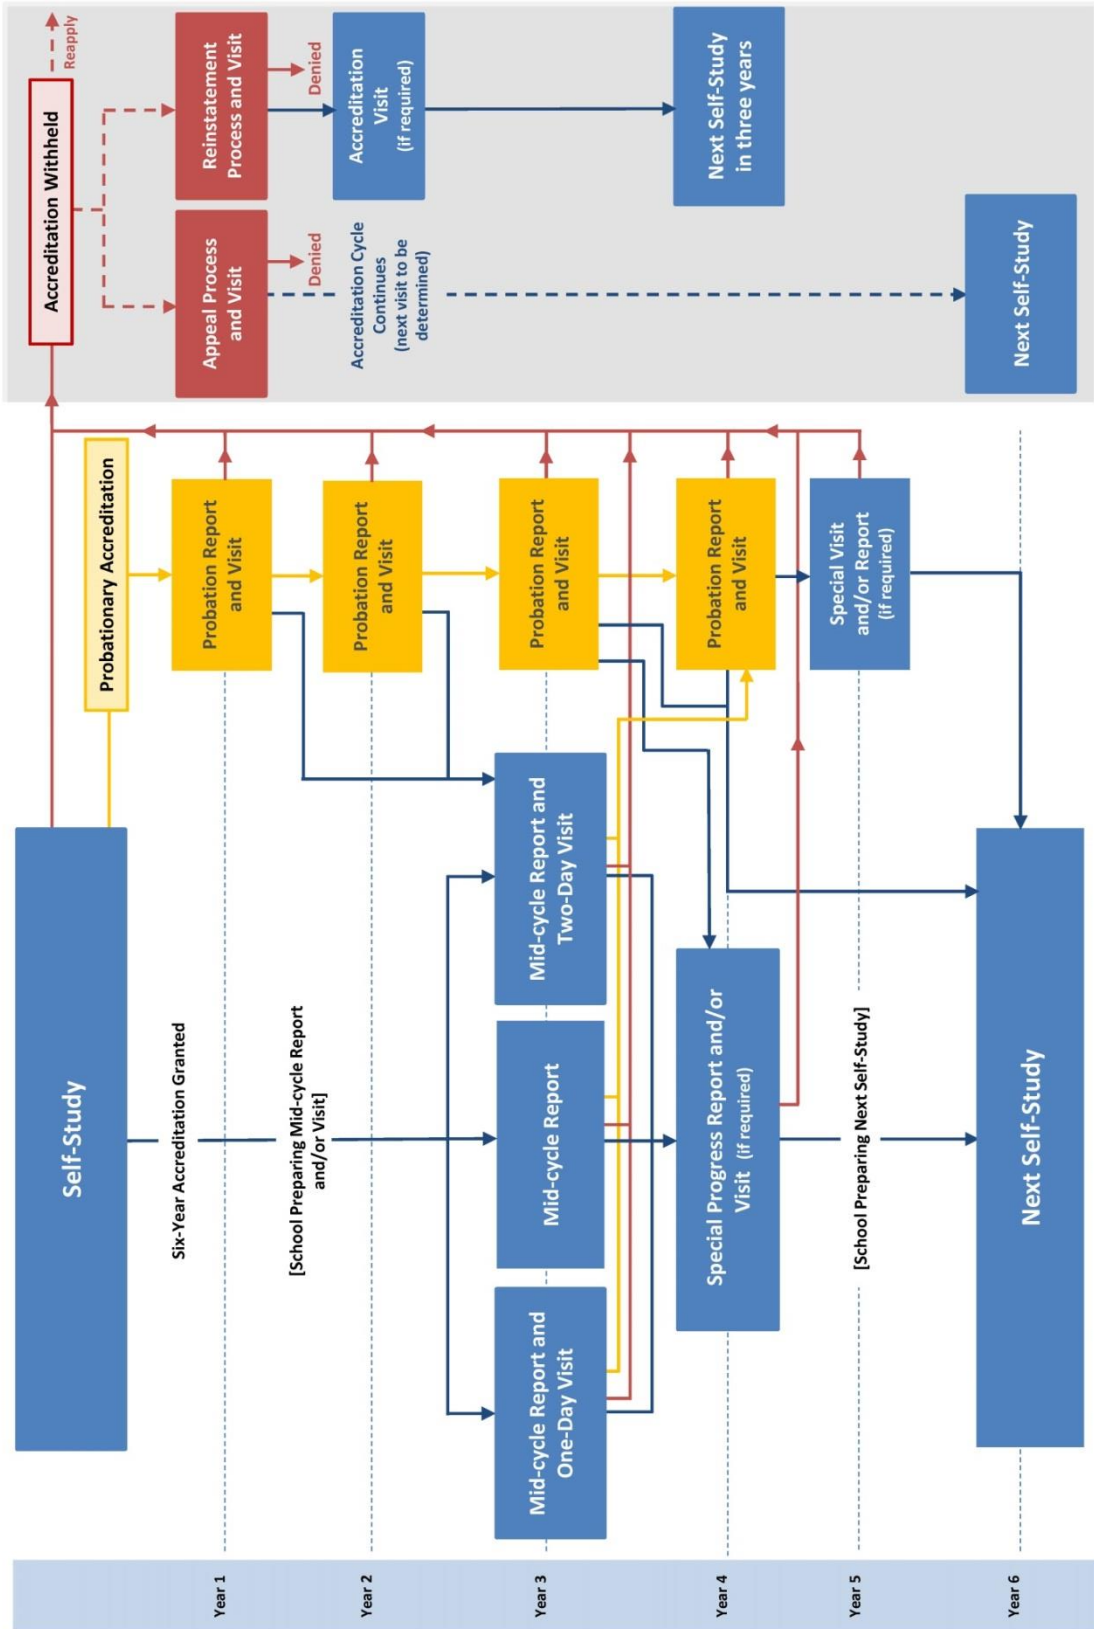 Self-Study
Accreditation Withheld
Reapply
Probationary Accreditation
Year 1
Six-Year Accreditation Granted
Probation Report
and Visit
Appeal Process
and Visit
Denied
Reinstatement
Process and Visit
Denied
Year 2
[School Preparing Mid-cycle Report
and/or Visit]
Probation Report
and Visit
Accreditation Cycle
Continues
(next visit to be
determined)
Accreditation
Visit
(if required)
Year 3
Mid-cycle Report and
One-Day Visit
Mid-cycle Report
Mid-cycle Report and
Two-Day Visit
Probation Report
and Visit
Year 4
Special Progress Report and/or
Visit (if required)
Probation Report
and Visit
Next Self-Study
in three years
Year 5
[School Preparing Next Self-Study]
Special Visit
and/or Report
(if required)
Year 6
Next Self-Study
Next Self-Study